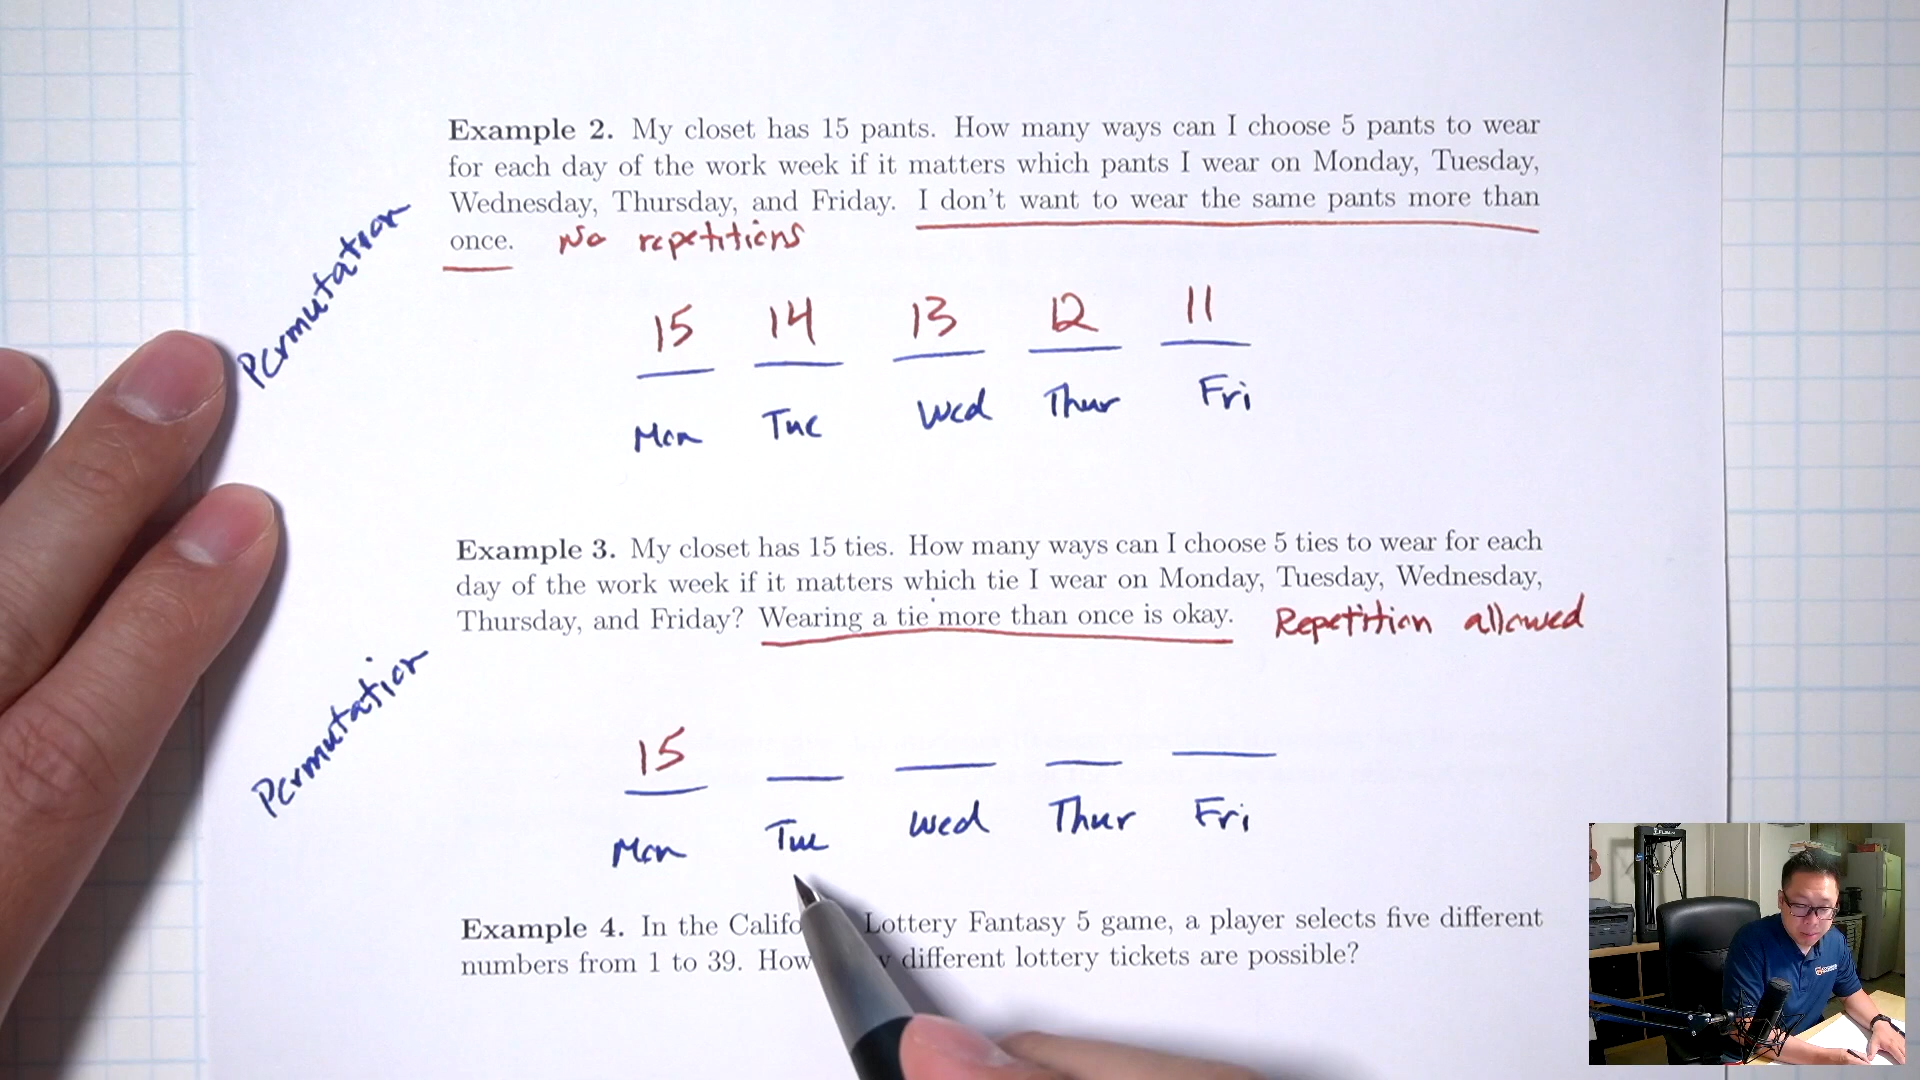 Example 2. My closet has 15 pants. How many ways can I choose 5 pants to wear
for each day of the work week if it matters which pants I wear on Monday, Tuesday,
Wednesday, Thursday, and Friday. I don't want to wear the same pants more than
once. No repetitions
Permutation
15 14 13 12 11
Mon Tue Wed Thur Fri
Example 3. My closet has 15 ties. How many ways can I choose 5 ties to wear for each
day of the work week if it matters which tie I wear on Monday, Tuesday, Wednesday,
Thursday, and Friday? Wearing a tie more than once is okay. Repetition allowed
Permutation
15
Mon Tue Wed Thur Fri
Example 4. In the Califo Lottery Fantasy 5 game, a player selects five different
numbers from 1 to 39. How y different lottery tickets are possible?